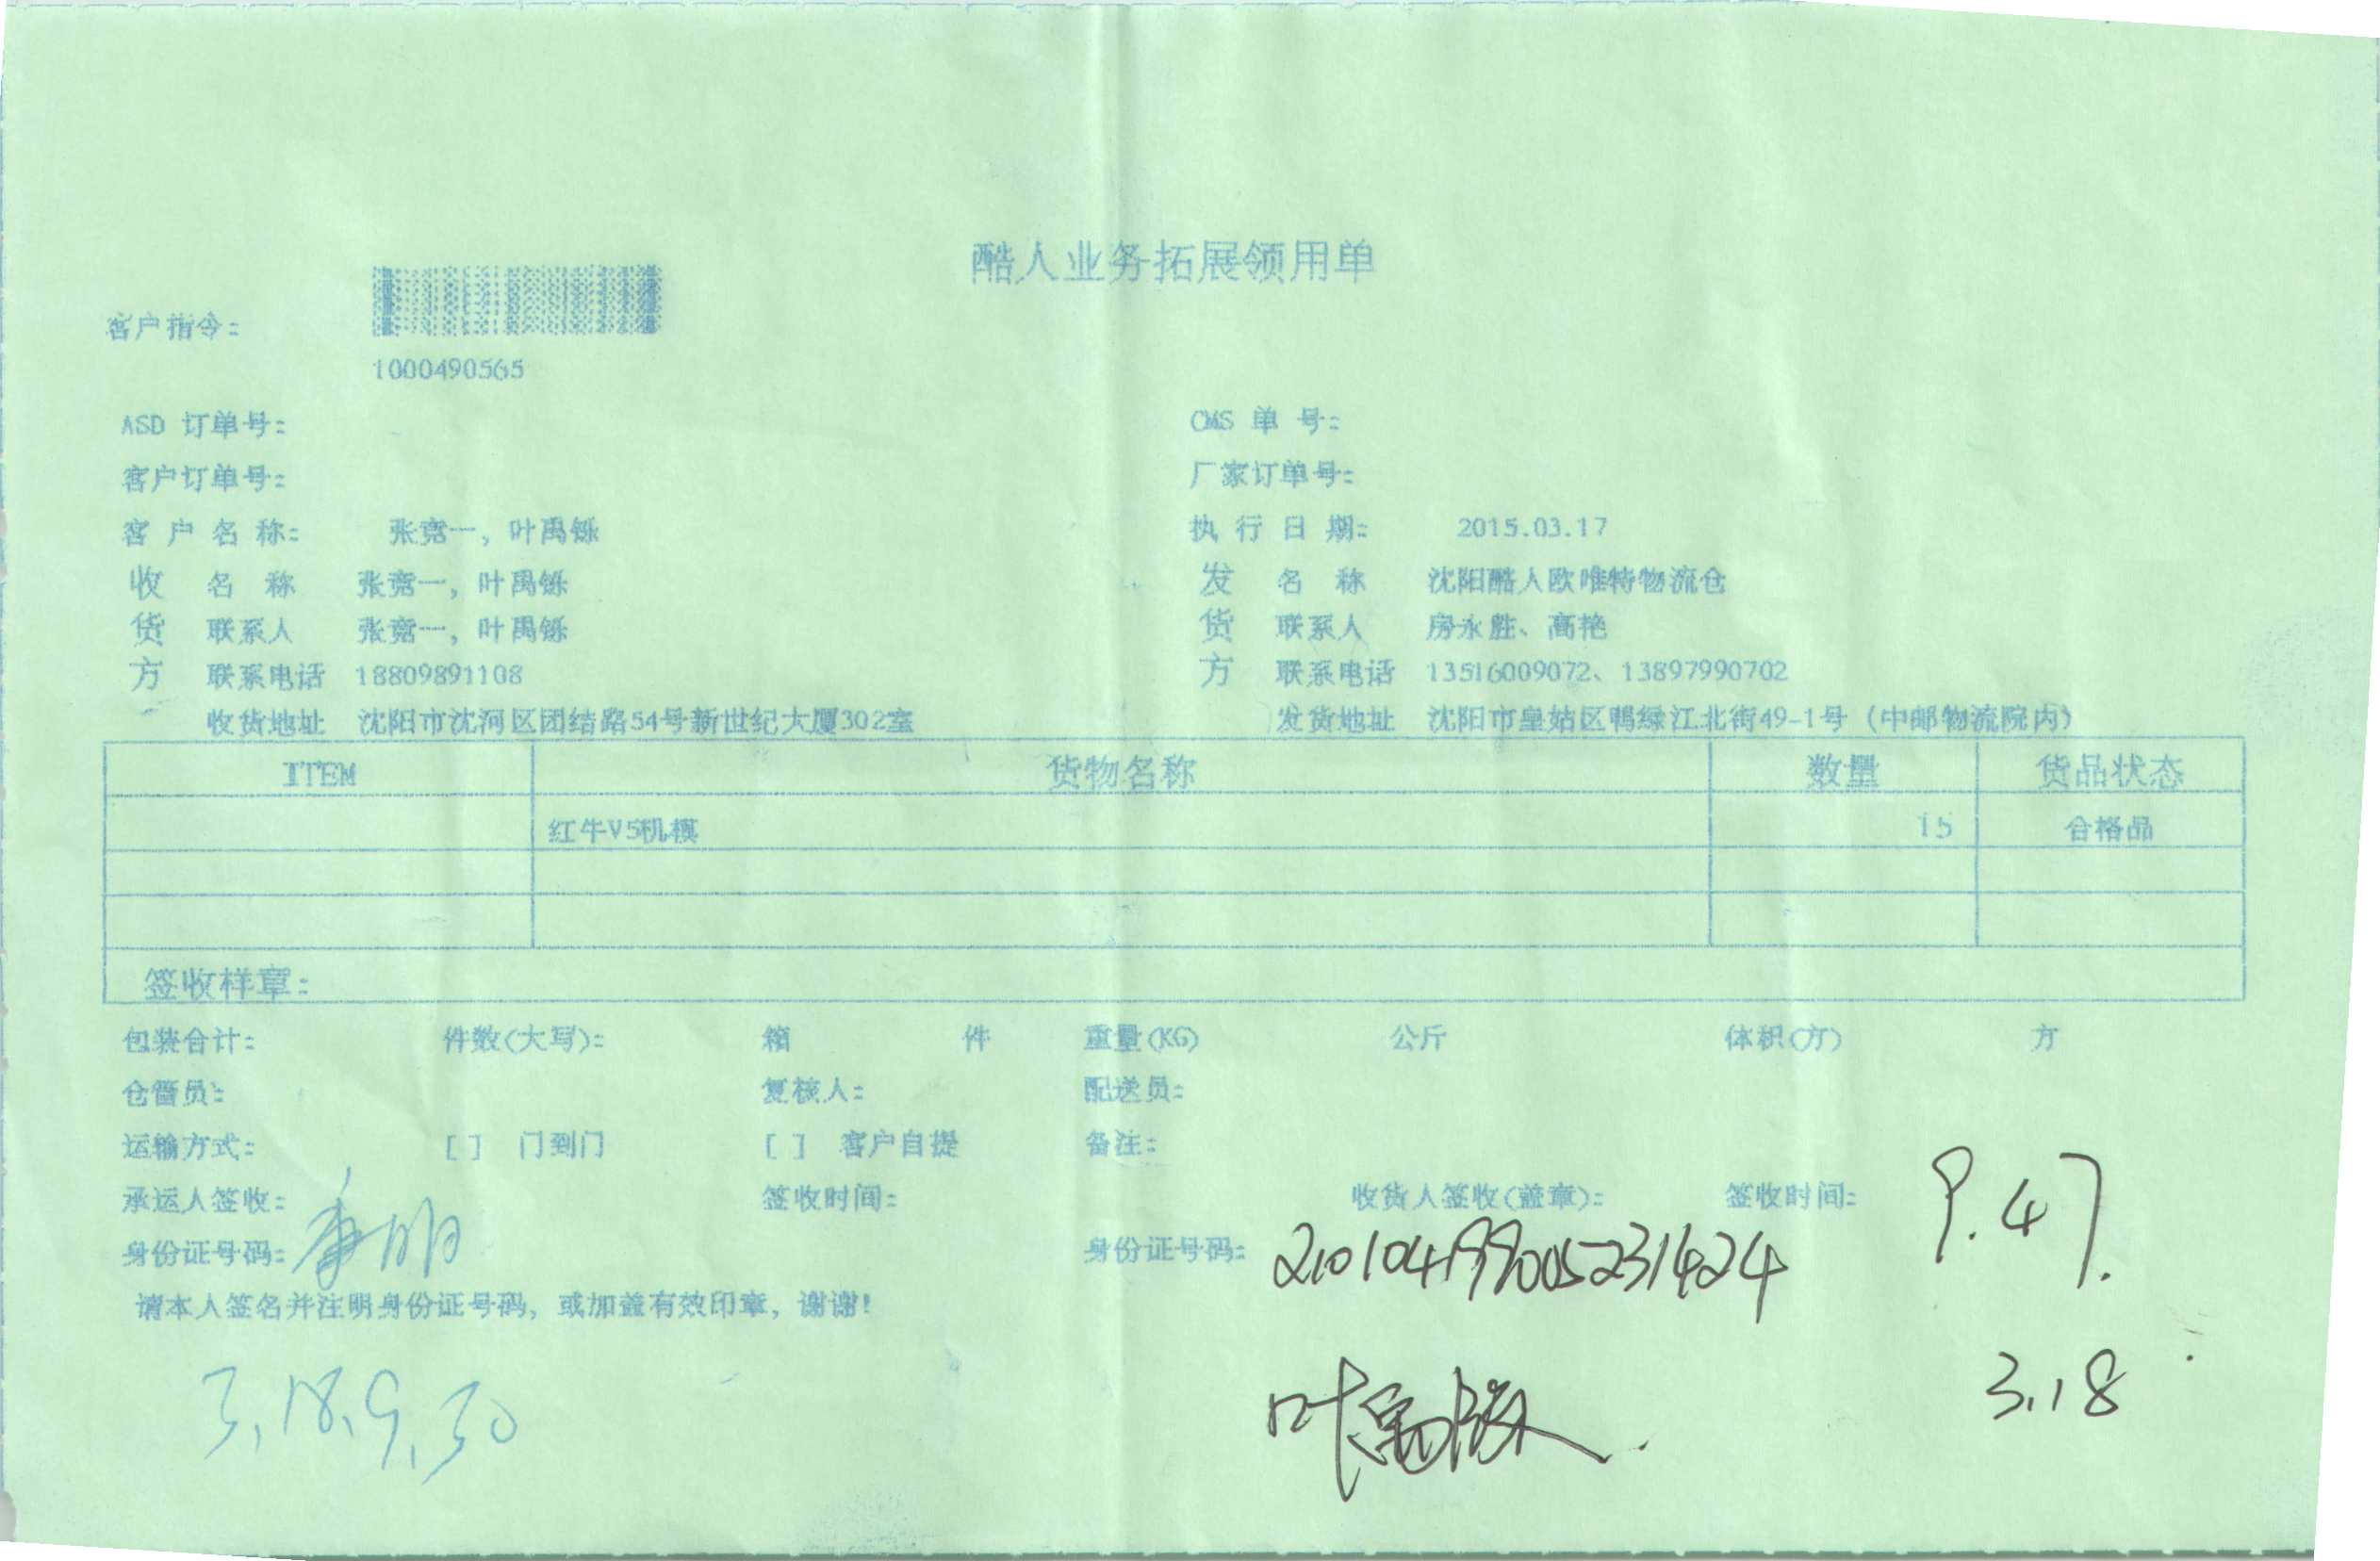 酷人业务拓展领用单
客户指令:
1000490565
ASD 订单号: CMS 单 号:
客户订单号: 厂家订单号:
客 户 名 称: 张竞一, 叶禹铄 执 行 日 期: 2015.03.17
收 名 称 张竞一, 叶禹铄 发 名 称 沈阳酷人欧唯特物流仓
货 联系人 张竞一, 叶禹铄 货 联系人 房永胜、高艳
方 联系电话 18809891108 方 联系电话 13516009072、13897990702
收货地址 沈阳市沈河区团结路54号新世纪大厦302室 发货地址 沈阳市皇姑区鸭绿江北街49-1号 (中邮物流院内)
ITEM 货物名称 数量 货品状态
红牛V5机模 15 合格品
签收样章:
包装合计: 件数(大写): 箱 件 重量(KG) 公斤 体积(方) 方
仓管员: 复核人: 配送员:
运输方式: [ ] 门到门 [ ] 客户自提 备注:
承运人签收: 签收时间: 收货人签收(盖章): 签收时间: 9.47.
身份证号码: 身份证号码: 210104199005231424
请本人签名并注明身份证号码, 或加盖有效印章, 谢谢!
3.18.9.30 3.18